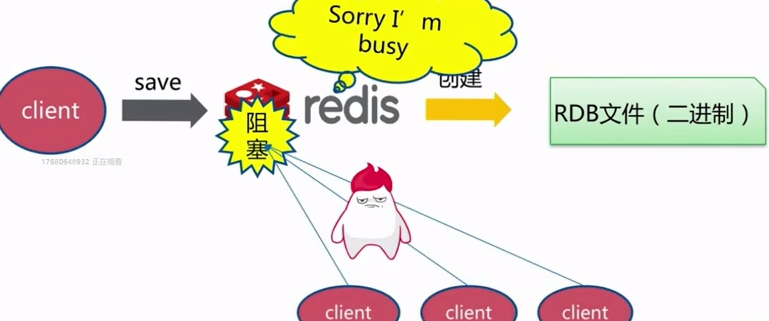 Sorry I'm
busy
client
save
redis
创建
RDB文件（二进制）
阻
塞
17880848932 正在观看
client
client
client